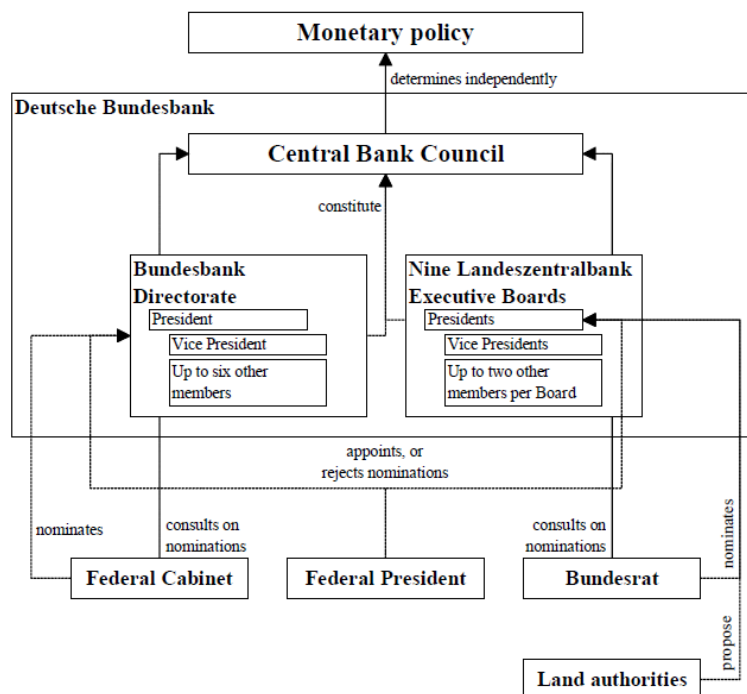 Monetary policy
determines independently
Deutsche Bundesbank
Central Bank Council
constitute
Bundesbank
Directorate
President
Vice President
Up to six other
members
Nine Landeszentralbank
Executive Boards
Presidents
Vice Presidents
Up to two other
members per Board
appoints, or
rejects nominations
nominates
consults on
nominations
consults on
nominations
nominates
Federal Cabinet
Federal President
Bundesrat
propose
Land authorities